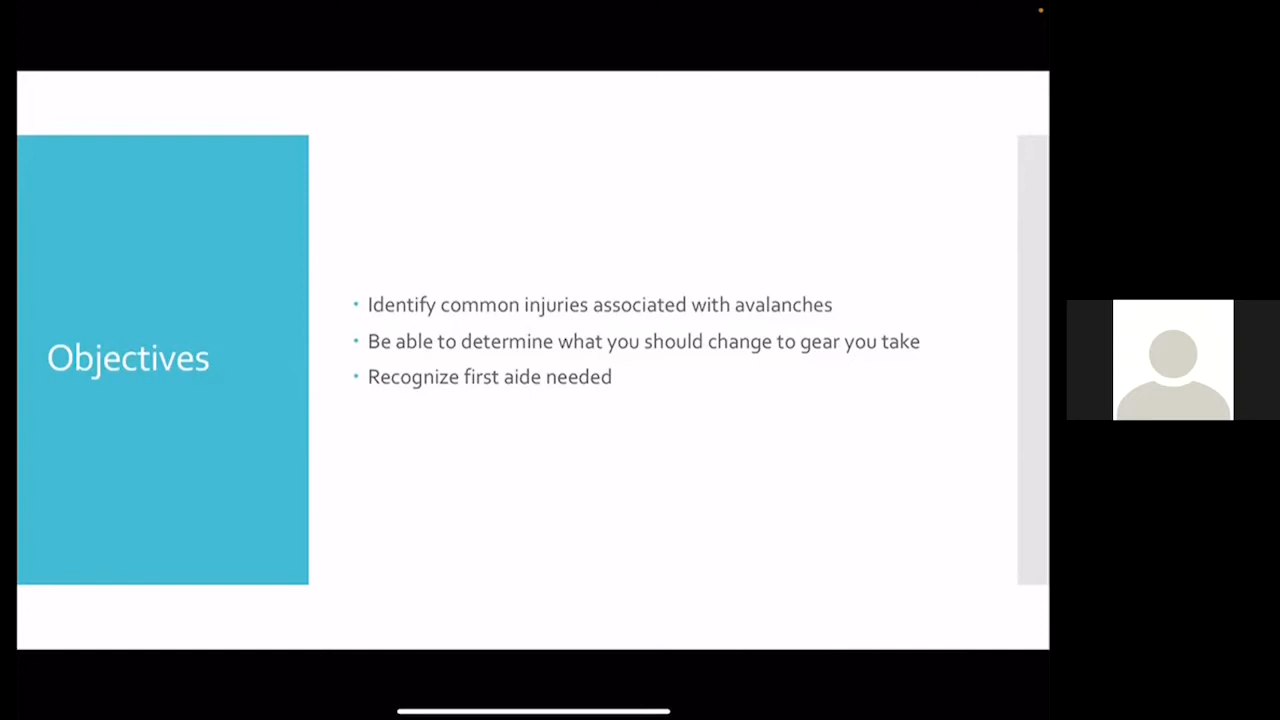 Objectives
Identify common injuries associated with avalanches
Be able to determine what you should change to gear you take
Recognize first aide needed